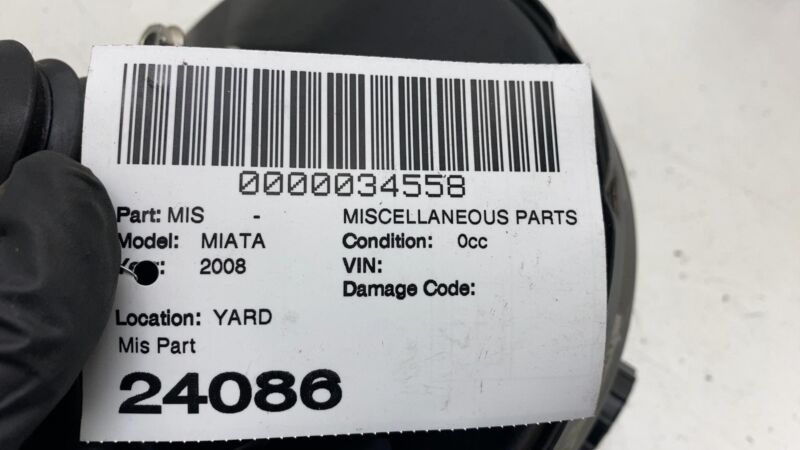 0000034558
Part: MIS - MISCELLANEOUS PARTS
Model: MIATA Condition: 0cc
2008 VIN:
Damage Code:
Location: YARD
Mis Part
24086